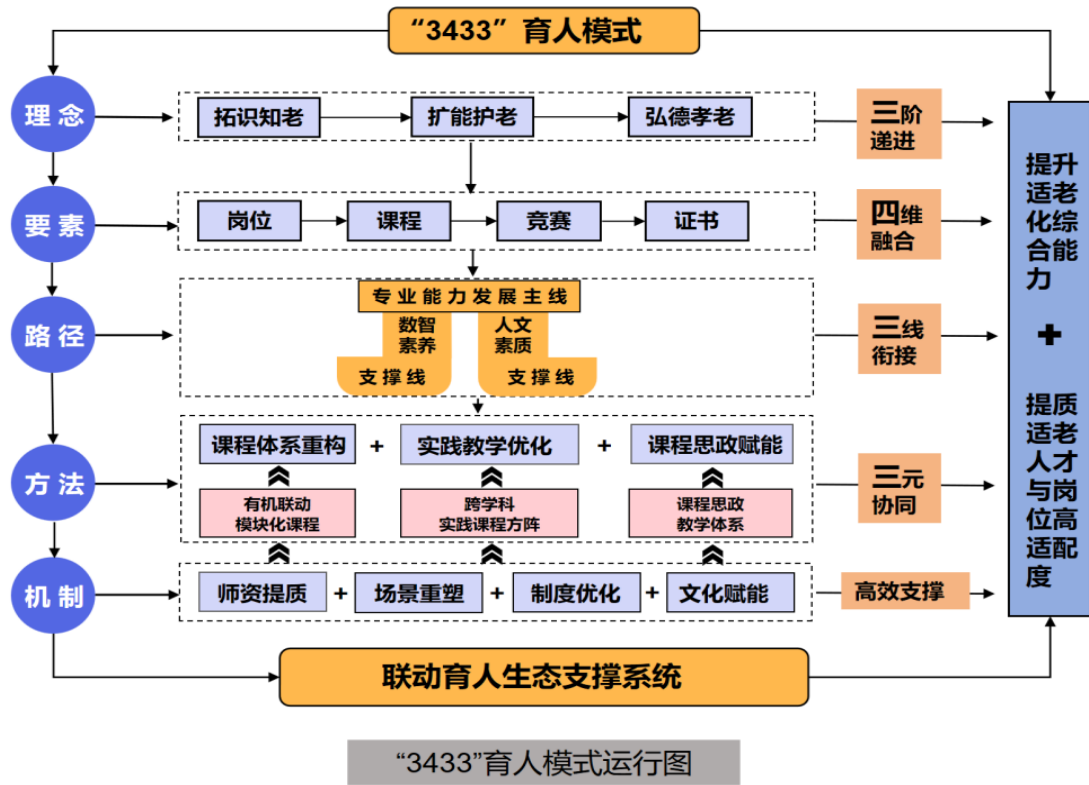 “3433”育人模式
理念
拓识知老
扩能护老
弘德孝老
三阶
递进
要素
岗位
课程
竞赛
证书
四维
融合
路径
专业能力发展主线
数智
素养
支撑线
人文
素质
支撑线
三线
衔接
方法
课程体系重构
+
实践教学优化
+
课程思政赋能
有机联动
模块化课程
跨学科
实践课程方阵
课程思政
教学体系
三元
协同
机制
师资提质
+
场景重塑
+
制度优化
+
文化赋能
高效支撑
提升
适老
化综
合能
力
+
提质
适老
人才
与岗
位高
适配
度
联动育人生态支撑系统
“3433”育人模式运行图